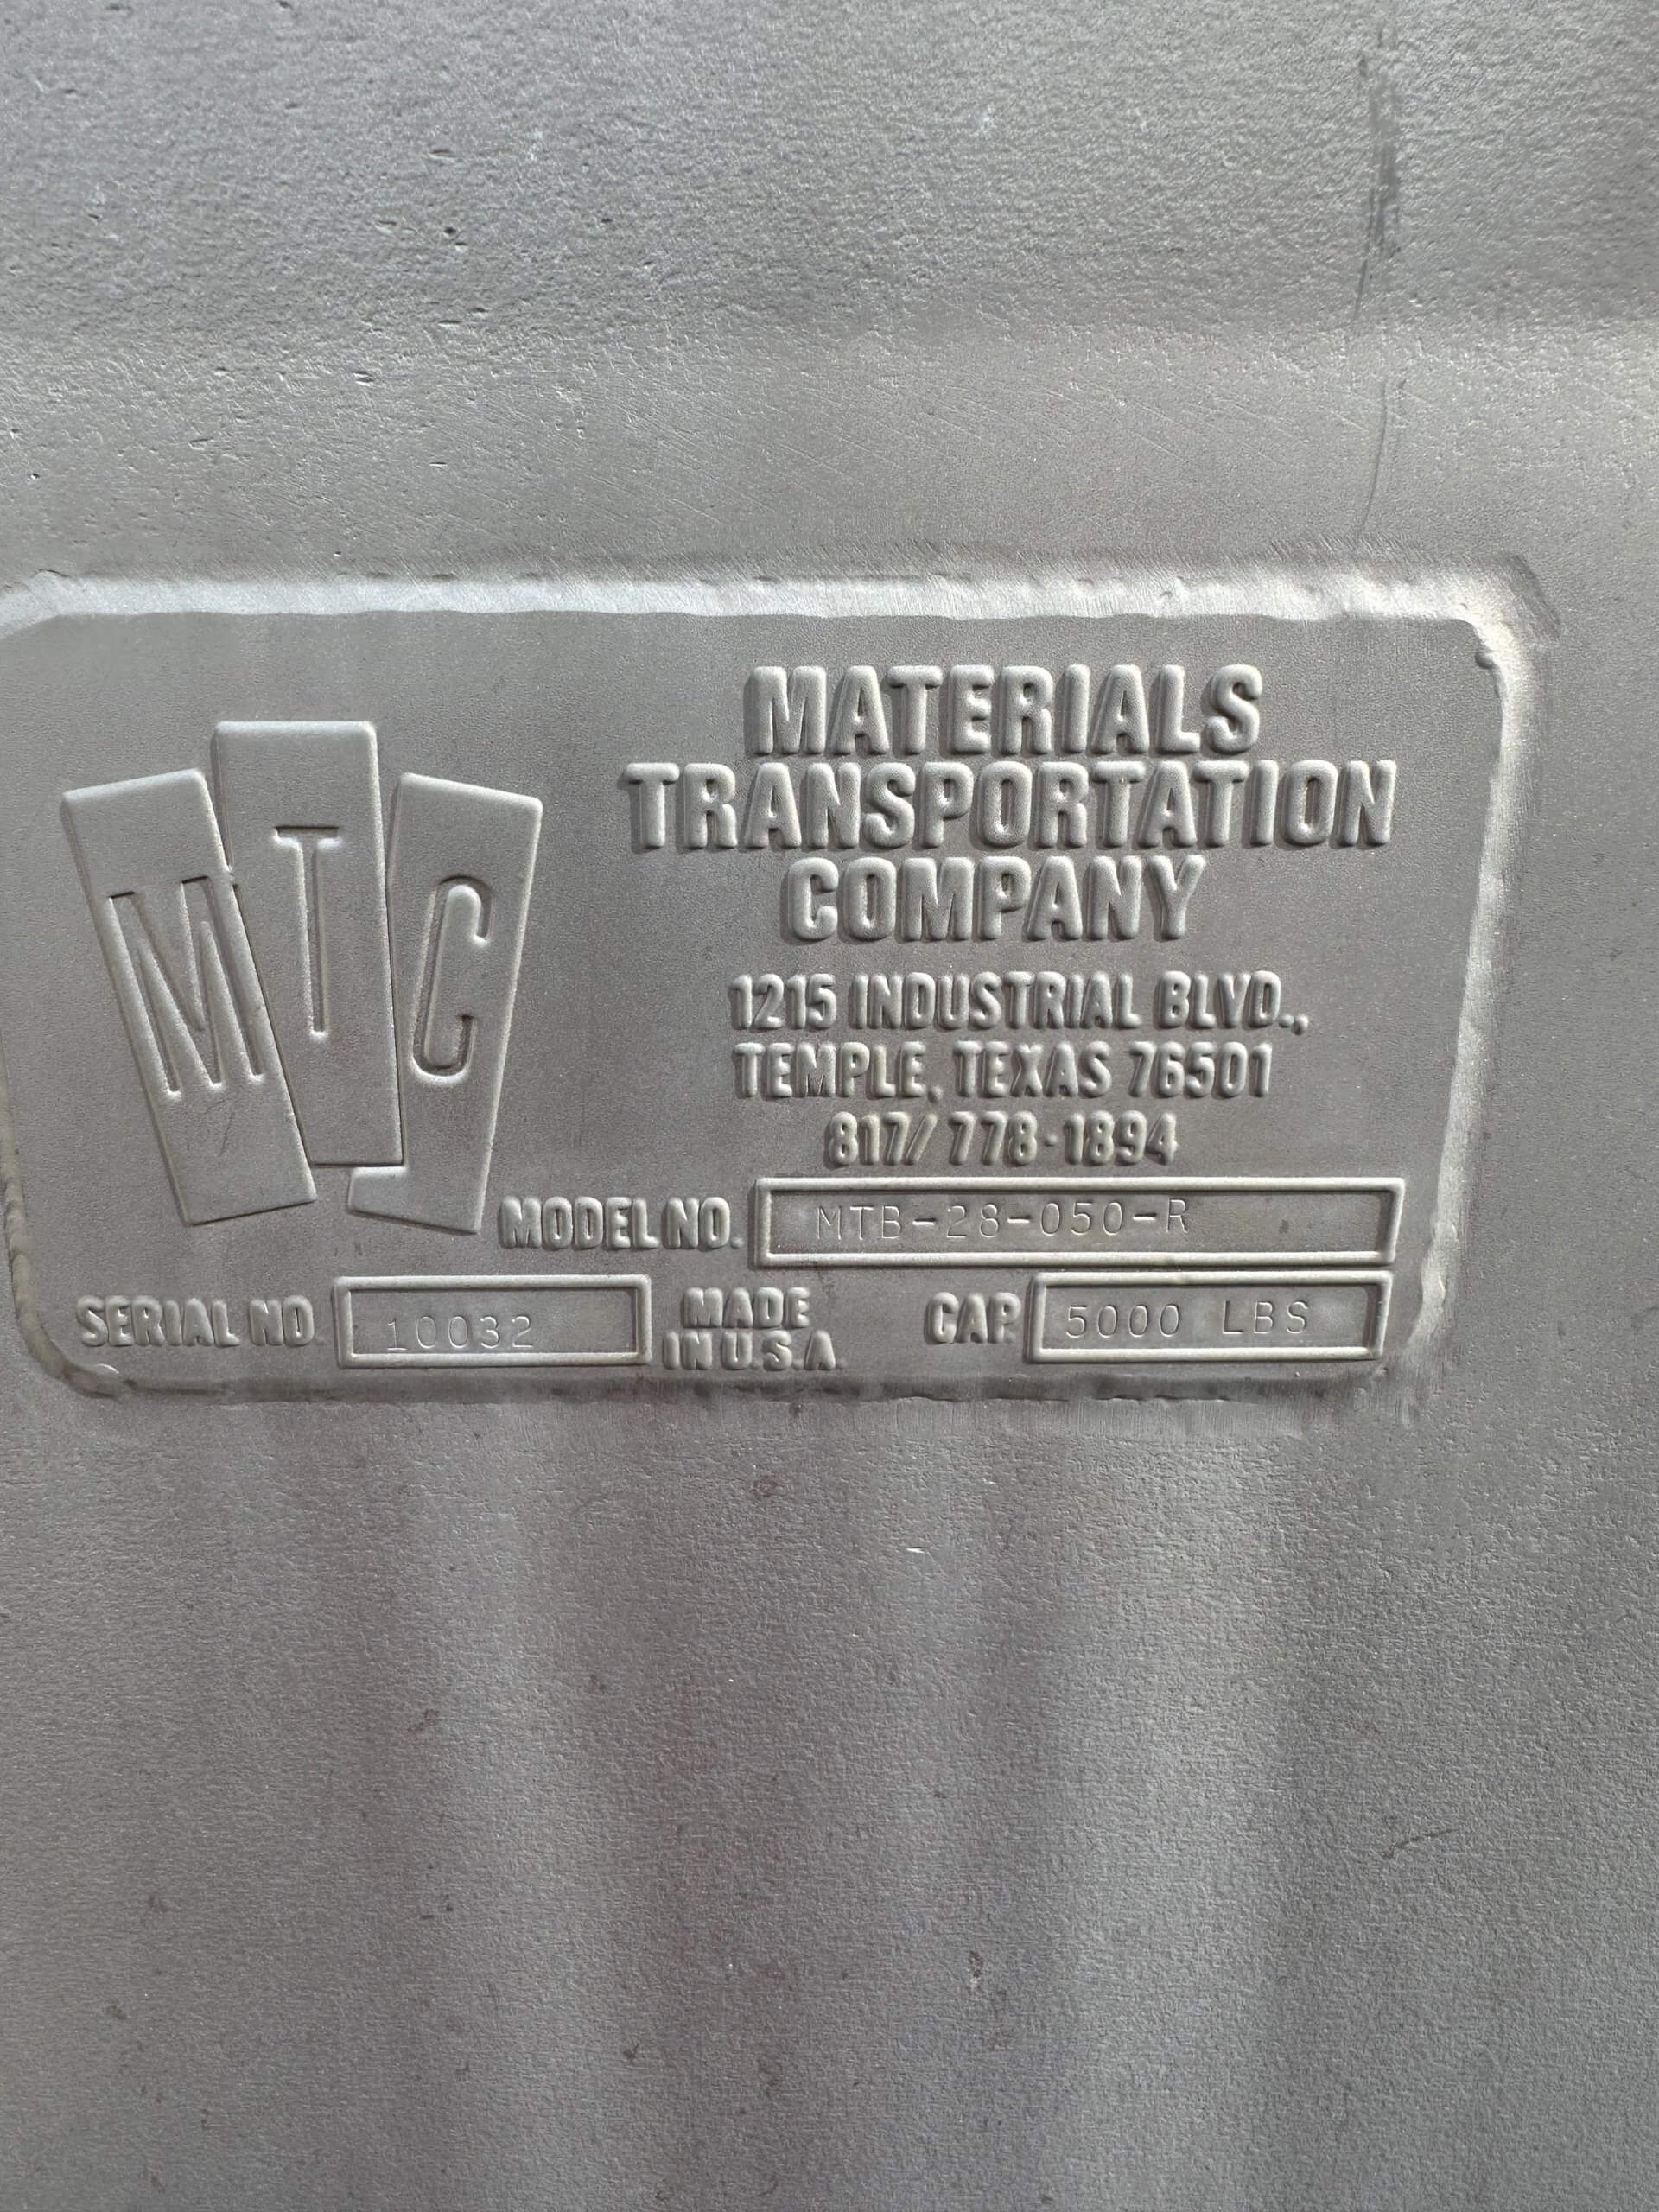 MTC
MATERIALS
TRANSPORTATION
COMPANY
1215 INDUSTRIAL BLVD.,
TEMPLE, TEXAS 76501
817/778-1894
MODEL NO. MTB-28-050-R
SERIAL NO. 10032
MADE
IN U.S.A.
CAP. 5000 LBS